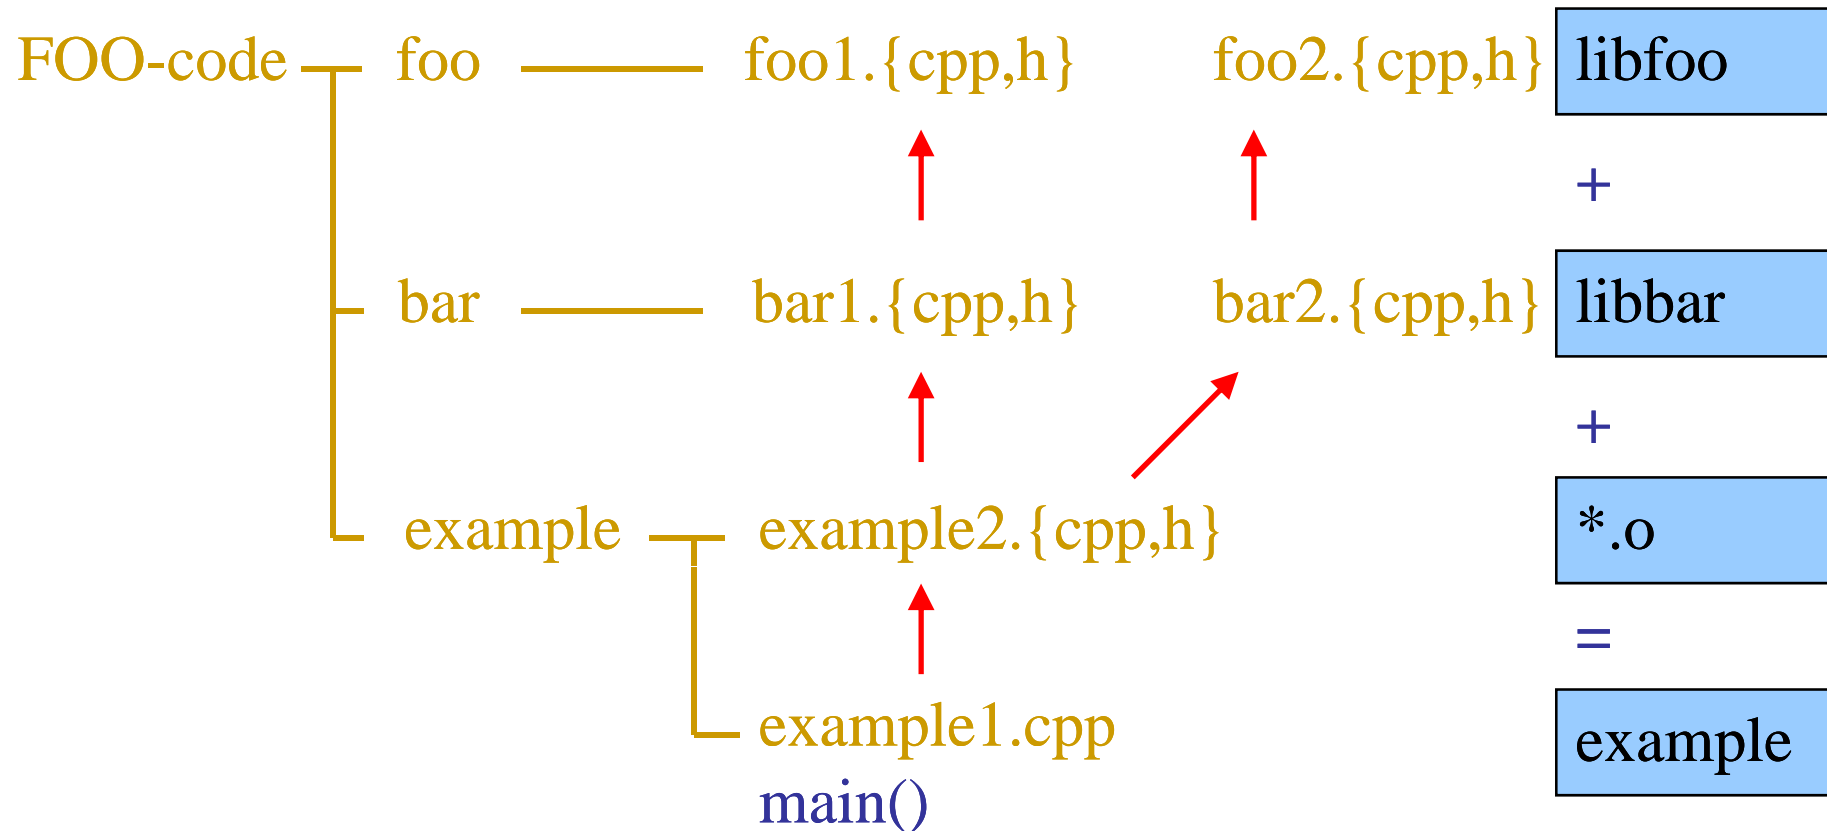 FOO-code foo foo1.{cpp,h} foo2.{cpp,h} libfoo
+
bar bar1.{cpp,h} bar2.{cpp,h} libbar
+
example example2.{cpp,h} *.o
=
example1.cpp example
main()